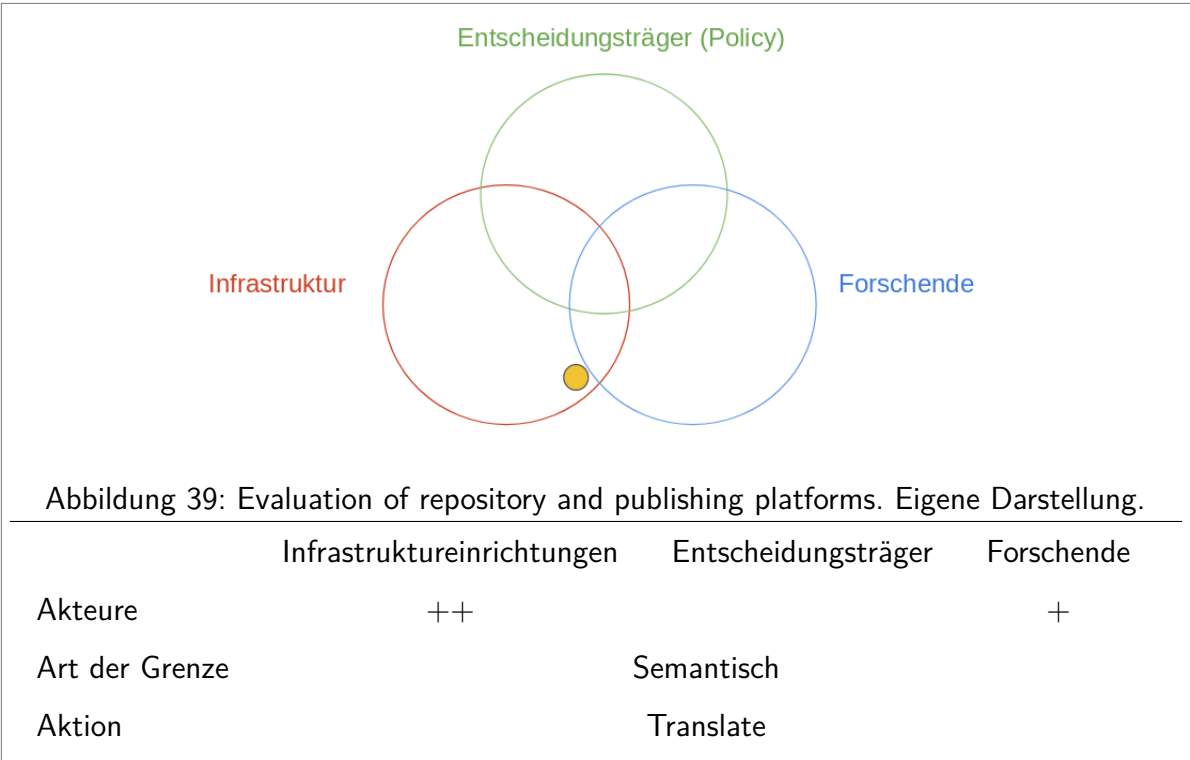 Entscheidungsträger (Policy)
Infrastruktur
Forschende
Abbildung 39: Evaluation of repository and publishing platforms. Eigene Darstellung.
Infrastruktureinrichtungen Entscheidungsträger Forschende
Akteure ++ +
Art der Grenze Semantisch
Aktion Translate